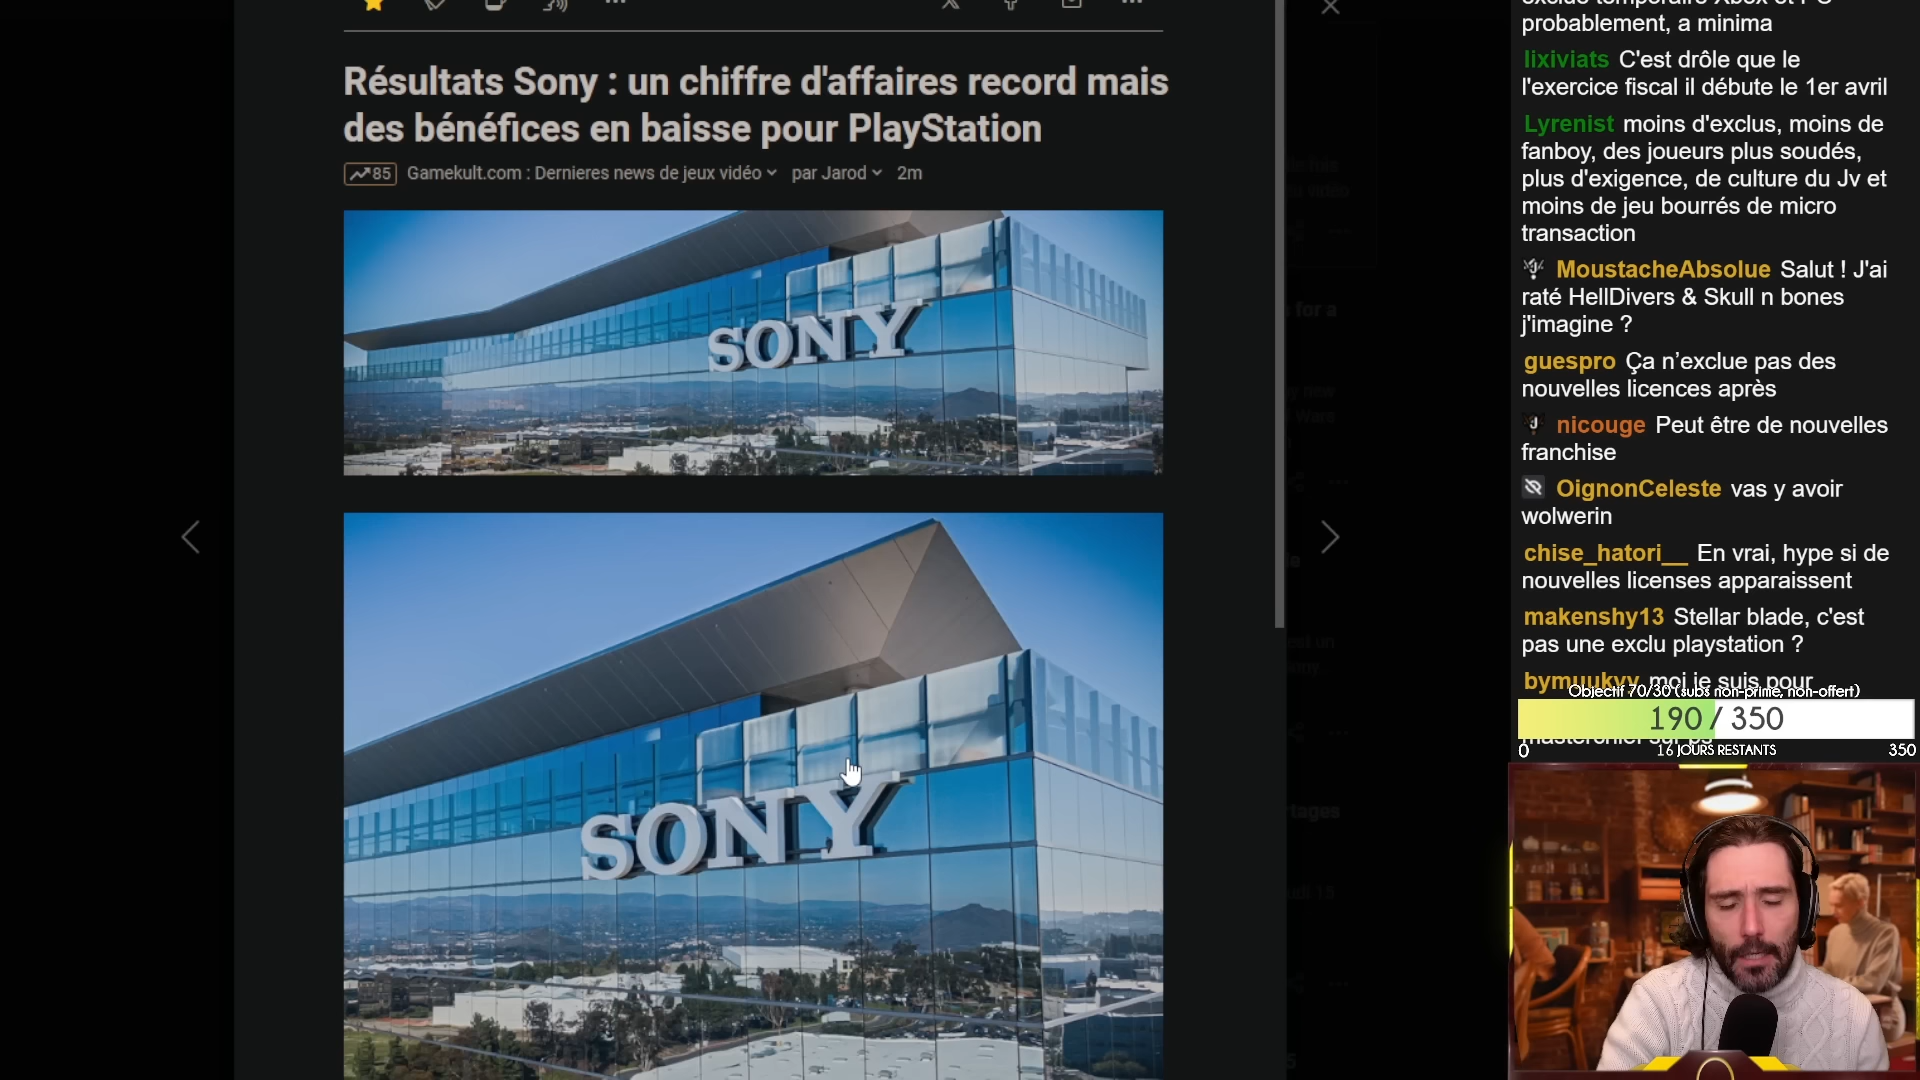 Résultats Sony : un chiffre d'affaires record mais
des bénéfices en baisse pour PlayStation
85 Gamekult.com : Dernieres news de jeux vidéo par Jarod 2m
SONY
SONY
probablement, a minima
lixiviats C'est drôle que le
l'exercice fiscal il débute le 1er avril
Lyrenist moins d'exclus, moins de
fanboy, des joueurs plus soudés,
plus d'exigence, de culture du Jv et
moins de jeu bourrés de micro
transaction
MoustacheAbsolue Salut ! J'ai
raté HellDivers & Skull n bones
j'imagine ?
guespro Ça n’exclue pas des
nouvelles licences après
nicouge Peut être de nouvelles
franchise
OignonCeleste vas y avoir
wolwerin
chise_hatori__ En vrai, hype si de
nouvelles licenses apparaissent
makenshy13 Stellar blade, c'est
pas une exclu playstation ?
bymuukyy moi je suis pour
Objectif 70/30 (subs non-prime, non-offert)
190 / 350
0 16 JOURS RESTANTS 350